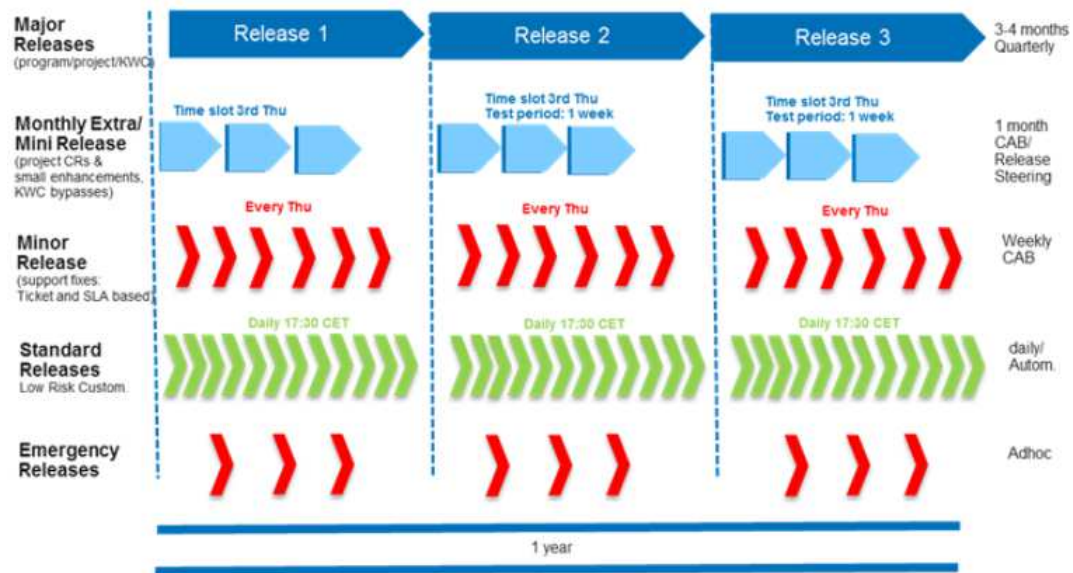 Major
Releases
(program/project/KWC)
Release 1
Release 2
Release 3
3-4 months
Quarterly
Monthly Extra/
Mini Release
(project CRs &
small enhancements,
KWC bypasses)
Time slot 3rd Thu
Time slot 3rd Thu
Test period: 1 week
Time slot 3rd Thu
Test period: 1 week
1 month
CAB/
Release
Steering
Minor
Release
(support fixes:
Ticket and SLA based)
Every Thu
Every Thu
Every Thu
Weekly
CAB
Standard
Releases
Low Risk Custom.
Daily 17:30 CET
Daily 17:00 CET
Daily 17:30 CET
daily/
Autom.
Emergency
Releases
Adhoc
1 year